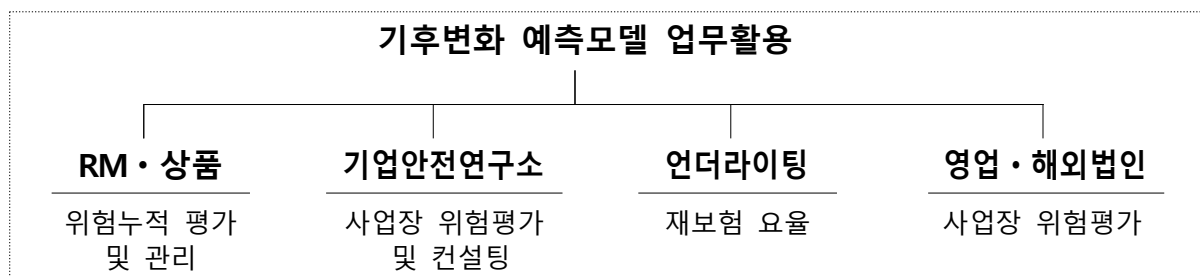 기후변화 예측모델 업무활용
RM・상품
위험누적 평가
및 관리
기업안전연구소
사업장 위험평가
및 컨설팅
언더라이팅
재보험 요율
영업・해외법인
사업장 위험평가